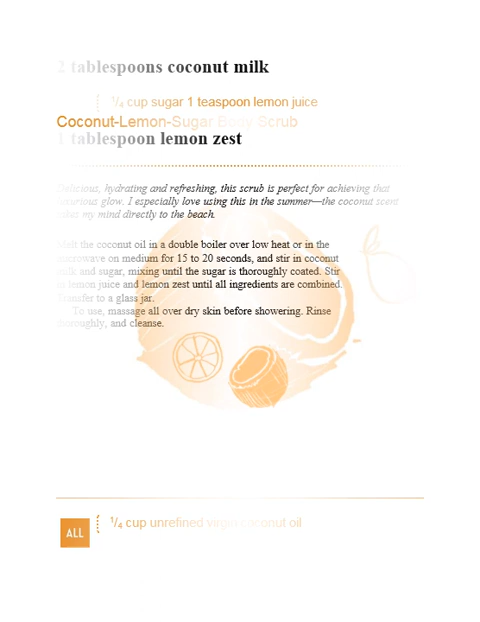 2 tablespoons coconut milk
¼ cup sugar 1 teaspoon lemon juice
Coconut-Lemon-Sugar Body Scrub
1 tablespoon lemon zest
Delicious, hydrating and refreshing, this scrub is perfect for achieving that
luxurious glow. I especially love using this in the summer—the coconut scent
takes my mind directly to the beach.
Melt the coconut oil in a double boiler over low heat or in the
microwave on medium for 15 to 20 seconds, and stir in coconut
milk and sugar, mixing until the sugar is thoroughly coated. Stir
in lemon juice and lemon zest until all ingredients are combined.
Transfer to a glass jar.
To use, massage all over dry skin before showering. Rinse
thoroughly, and cleanse.
¼ cup unrefined virgin coconut oil
ALL